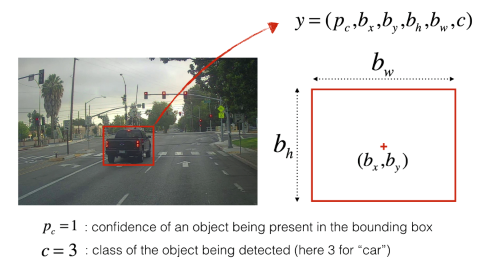 y = (p_c, b_x, b_y, b_h, b_w, c)
b_w
b_h
(b_x, b_y)
p_c = 1 : confidence of an object being present in the bounding box
c = 3 : class of the object being detected (here 3 for “car”)